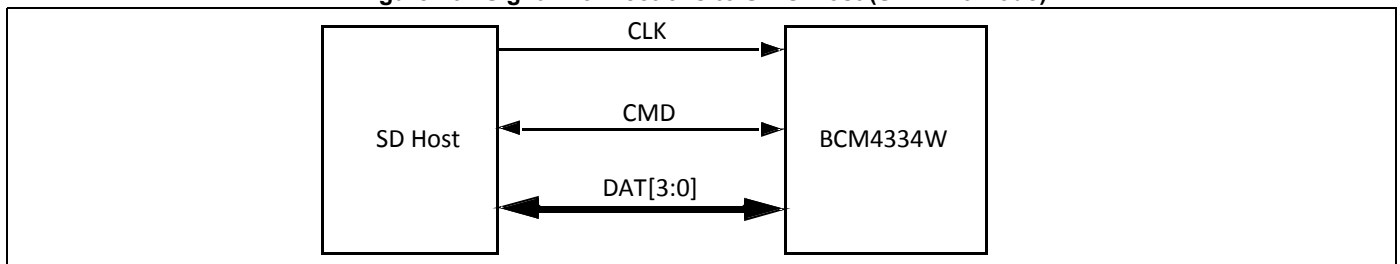 CLK
CMD
SD Host
BCM4334W
DAT[3:0]